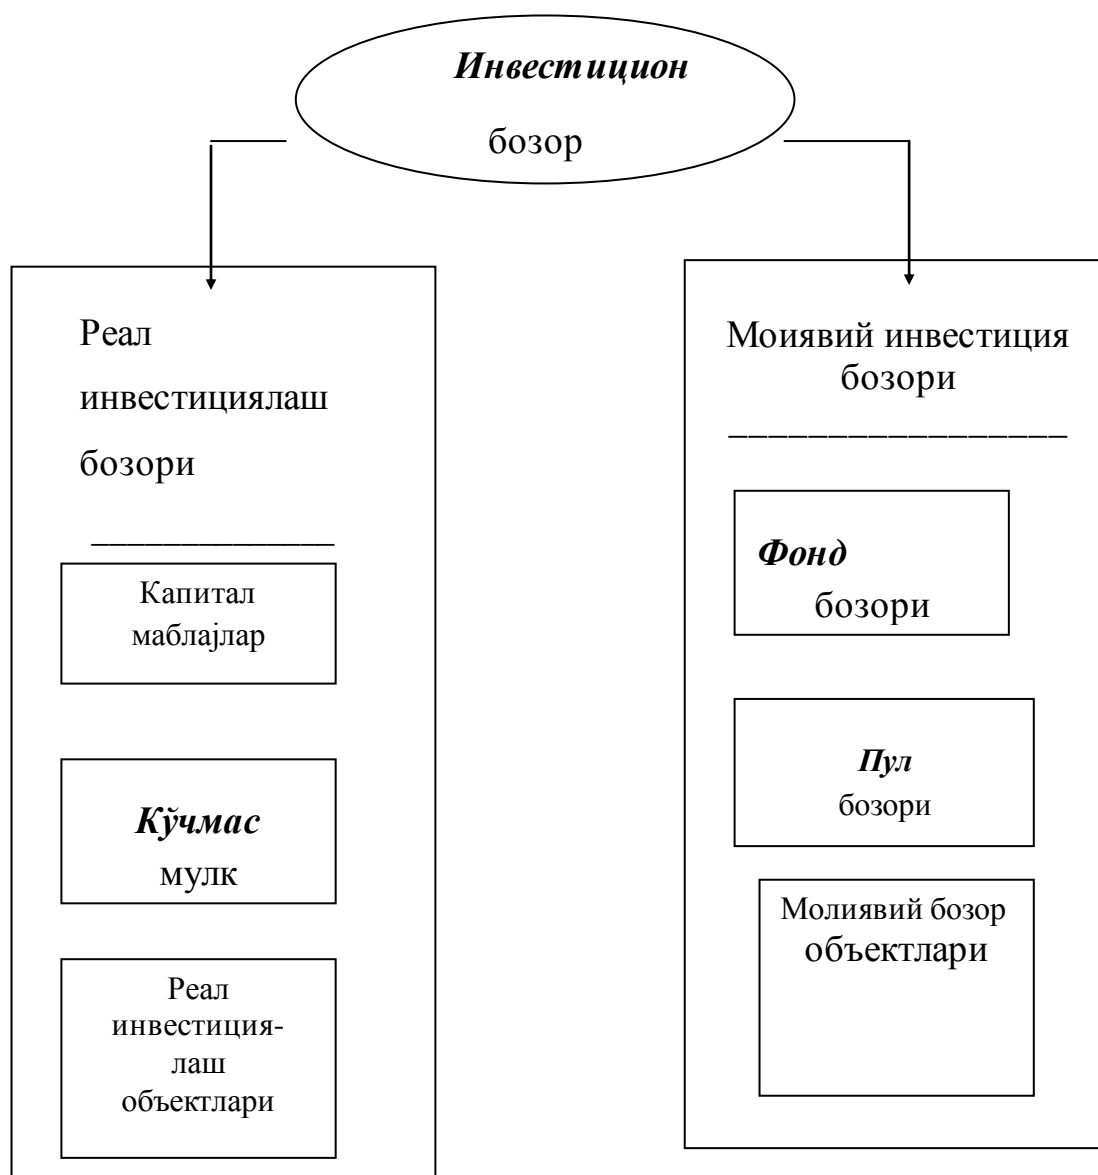 Инвестицион
бозор
Реал
инвестициялаш
бозори
Капитал
маблајлар
Кўчмас
мулк
Реал
инвестиция-
лаш
объектлари
Моиявий инвестиция
бозори
Фонд
бозори
Пул
бозори
Молиявий бозор
объектлари